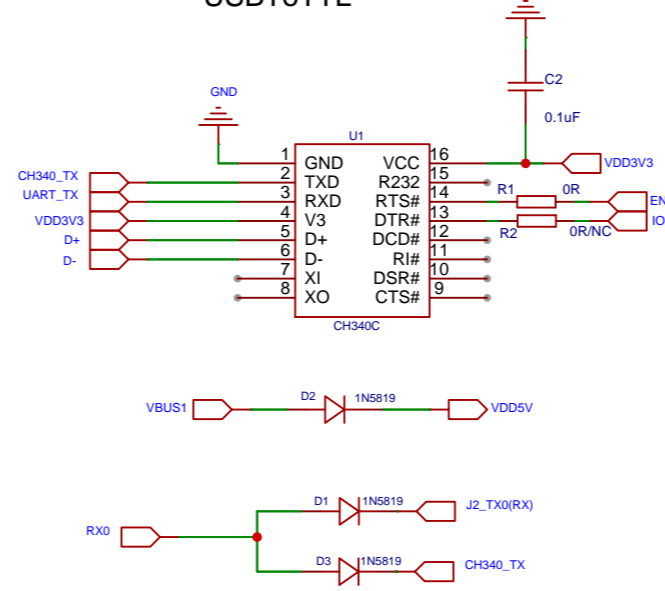 C2
0.1uF
GND
U1
1 GND VCC 16 VDD3V3
CH340_TX 2 TXD R232 15
UART_TX 3 RXD RTS# 14 R1 0R EN
VDD3V3 4 V3 DTR# 13 R2 0R/NC IO
D+ 5 D+ DCD# 12
D- 6 D- RI# 11
7 XI DSR# 10
8 XO CTS# 9
CH340C
VBUS1 D2 1N5819 VDD5V
D1 1N5819 J2_TX0(RX)
RX0
D3 1N5819 CH340_TX